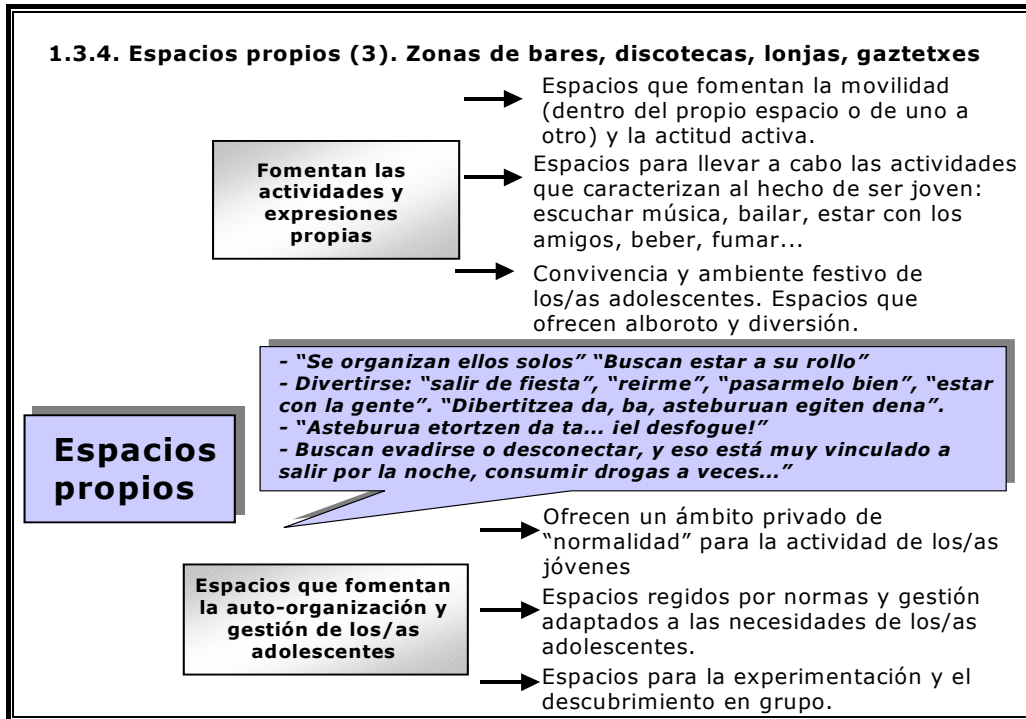 1.3.4. Espacios propios (3). Zonas de bares, discotecas, lonjas, gaztetxes
Fomentan las
actividades y
expresiones
propias
Espacios que fomentan la movilidad
(dentro del propio espacio o de uno a
otro) y la actitud activa.
Espacios para llevar a cabo las actividades
que caracterizan al hecho de ser joven:
escuchar música, bailar, estar con los
amigos, beber, fumar...
Convivencia y ambiente festivo de
los/as adolescentes. Espacios que
ofrecen alboroto y diversión.
Espacios
propios
- “Se organizan ellos solos” “Buscan estar a su rollo”
- Divertirse: “salir de fiesta”, “reirme”, “pasarmelo bien”, “estar
con la gente”. “Dibertitzea da, ba, asteburuan egiten dena”.
- “Asteburua etortzen da ta... ¡el desfogue!”
- Buscan evadirse o desconectar, y eso está muy vinculado a
salir por la noche, consumir drogas a veces...”
Espacios que fomentan
la auto-organización y
gestión de los/as
adolescentes
Ofrecen un ámbito privado de
“normalidad” para la actividad de los/as
jóvenes
Espacios regidos por normas y gestión
adaptados a las necesidades de los/as
adolescentes.
Espacios para la experimentación y el
descubrimiento en grupo.